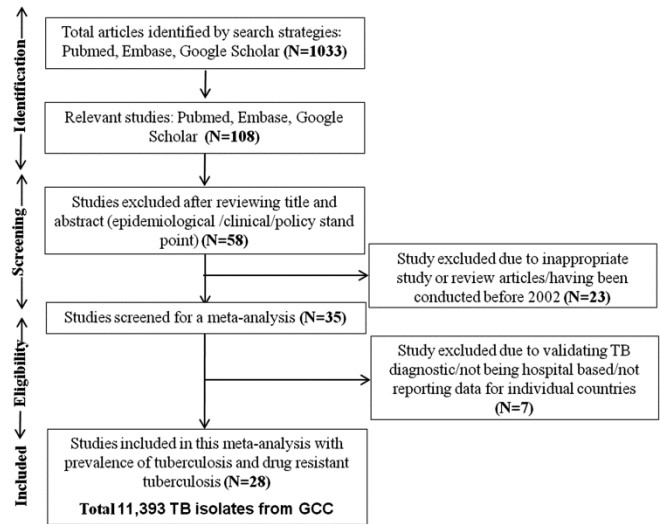 Identification
Total articles identified by search strategies:
Pubmed, Embase, Google Scholar (N=1033)
Relevant studies: Pubmed, Embase, Google
Scholar
(N=108)
Screening
Studies excluded after reviewing title and
abstract (epidemiological /clinical/policy stand
point)
(N=58)
Study excluded due to inappropriate
study or review articles/having been
conducted before 2002 (N=23)
Studies screened for a meta-analysis (N=35)
Eligibility
Study excluded due to validating TB
diagnostic/not being hospital based/not
reporting data for individual countries
(N=7)
Included
Studies included in this meta-analysis with
prevalence of tuberculosis and drug resistant
tuberculosis (N=28)
Total 11,393 TB isolates from GCC